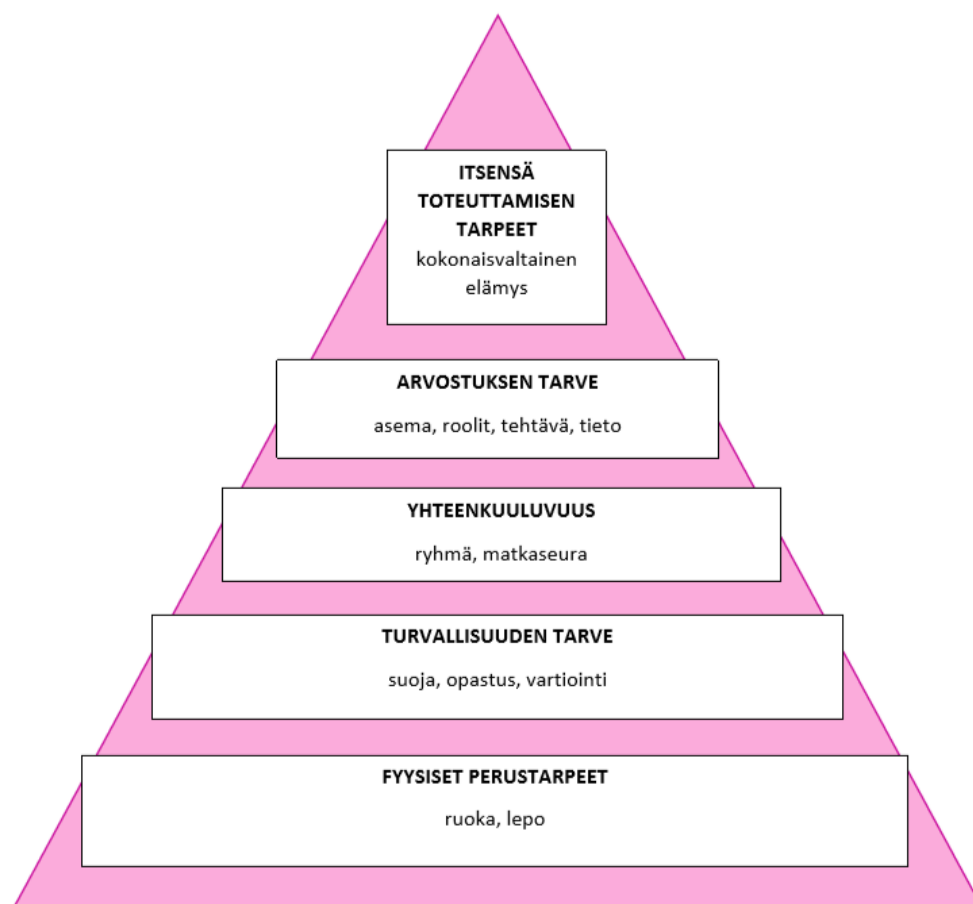 ITSENSÄ
TOTEUTTAMISEN
TARPEET
kokonaisvaltainen
elämys
ARVOSTUKSEN TARVE
asema, roolit, tehtävä, tieto
YHTEENKUULUVUUS
ryhmä, matkaseura
TURVALLISUUDEN TARVE
suoja, opastus, vartiointi
FYYSISET PERUSTARPEET
ruoka, lepo